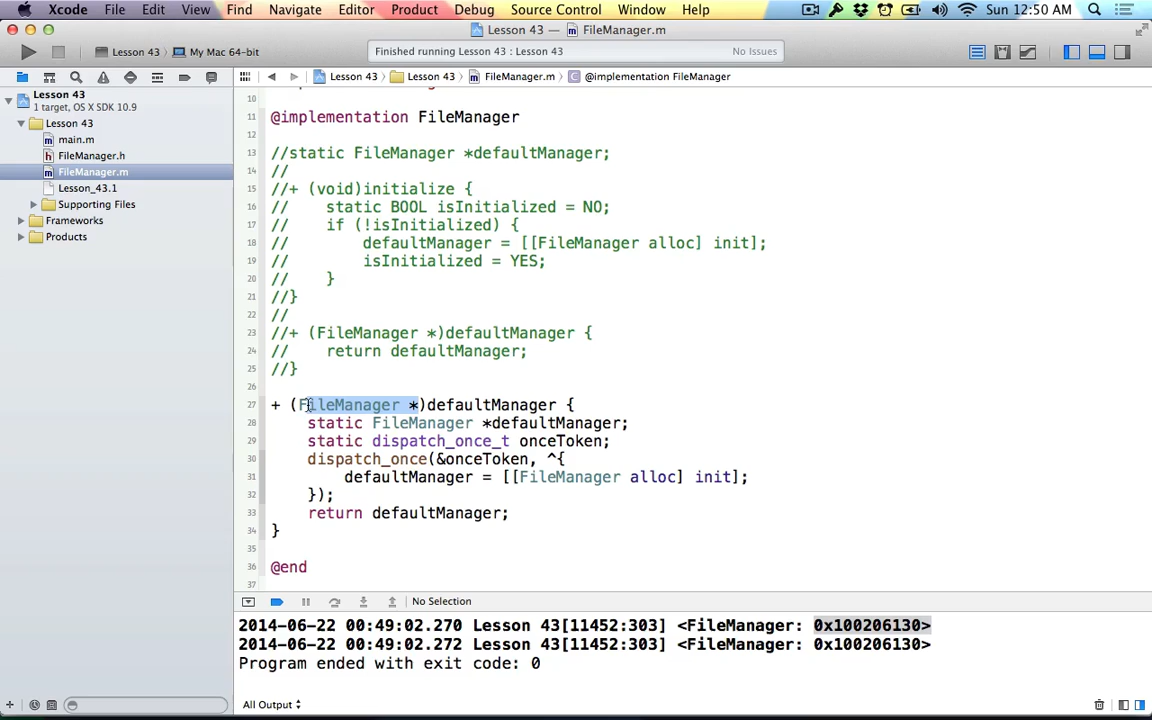 Xcode File Edit View Find Navigate Editor Product Debug Source Control Window Help Sun 12:50 AM
Lesson 43 — FileManager.m
Lesson 43 My Mac 64-bit Finished running Lesson 43 : Lesson 43 No Issues
Lesson 43 Lesson 43 FileManager.m @implementation FileManager
Lesson 43
1 target, OS X SDK 10.9
Lesson 43
main.m
FileManager.h
FileManager.m
Lesson_43.1
Supporting Files
Frameworks
Products
10
11 @implementation FileManager
12
13 //static FileManager *defaultManager;
14 //
15 //+ (void)initialize {
16 //    static BOOL isInitialized = NO;
17 //    if (!isInitialized) {
18 //        defaultManager = [[FileManager alloc] init];
19 //        isInitialized = YES;
20 //    }
21 //}
22 //
23 //+ (FileManager *)defaultManager {
24 //    return defaultManager;
25 //}
26
27 + (FileManager *)defaultManager {
28     static FileManager *defaultManager;
29     static dispatch_once_t onceToken;
30     dispatch_once(&onceToken, ^{
31         defaultManager = [[FileManager alloc] init];
32     });
33     return defaultManager;
34 }
35
36 @end
37
No Selection
2014-06-22 00:49:02.270 Lesson 43[11452:303] <FileManager: 0x100206130>
2014-06-22 00:49:02.272 Lesson 43[11452:303] <FileManager: 0x100206130>
Program ended with exit code: 0
All Output